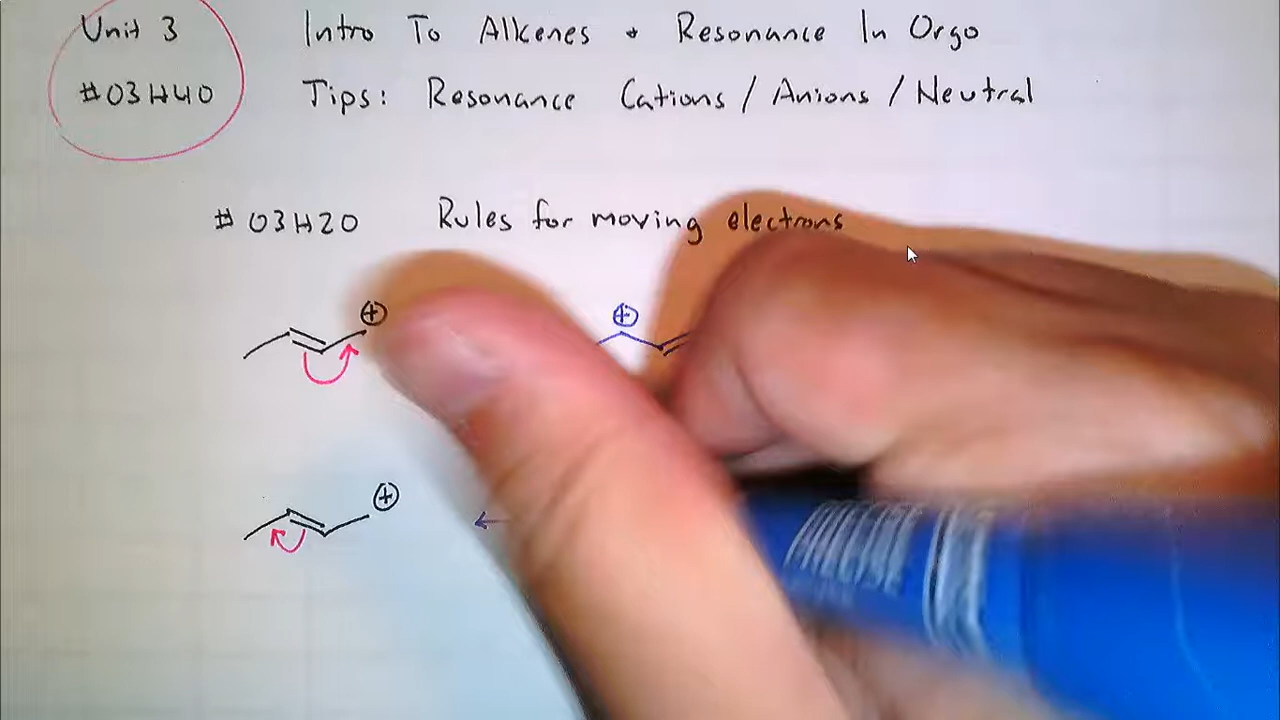 Unit 3 Intro To Alkenes + Resonance In Orgo
#03H40 Tips: Resonance Cations / Anions / Neutral
#03H20 Rules for moving electrons
+ +
+